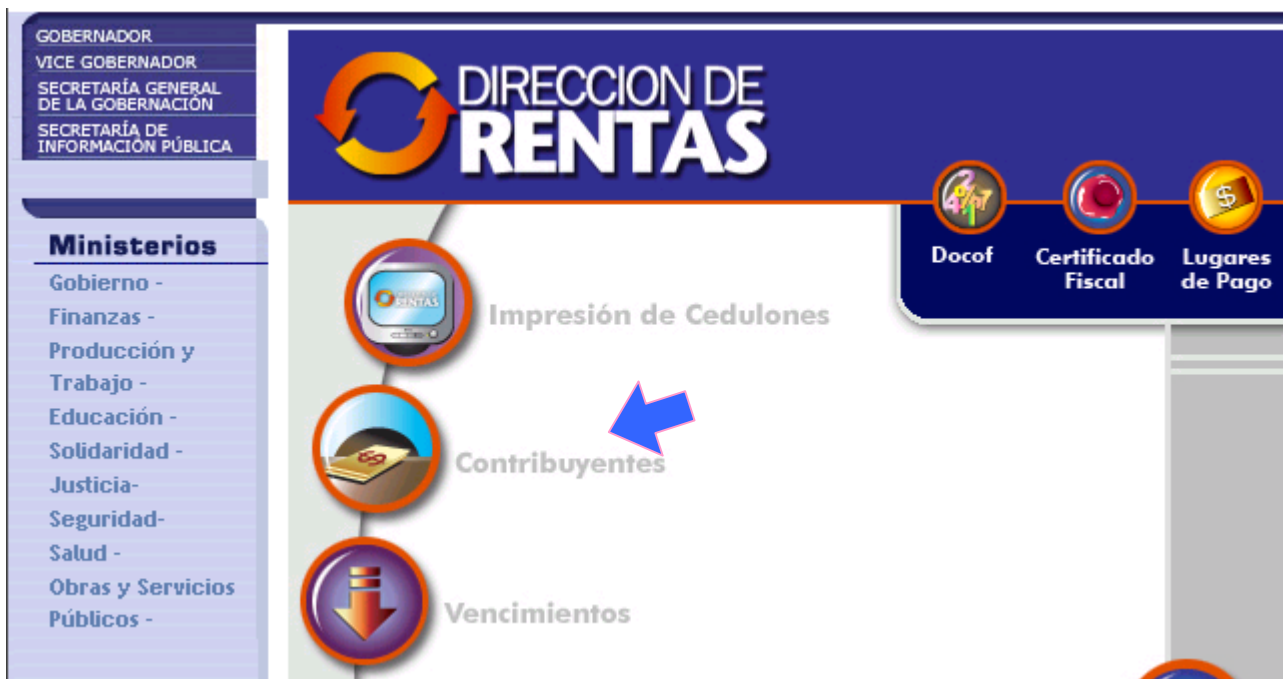 GOBERNADOR
VICE GOBERNADOR
SECRETARÍA GENERAL
DE LA GOBERNACIÓN
SECRETARÍA DE
INFORMACIÓN PÚBLICA
Ministerios
Gobierno -
Finanzas -
Producción y
Trabajo -
Educación -
Solidaridad -
Justicia-
Seguridad-
Salud -
Obras y Servicios
Públicos -
DIRECCION DE
RENTAS
Docof
Certificado
Fiscal
Lugares
de Pago
RENTAS
Impresión de Cedulones
Contribuyentes
Vencimientos